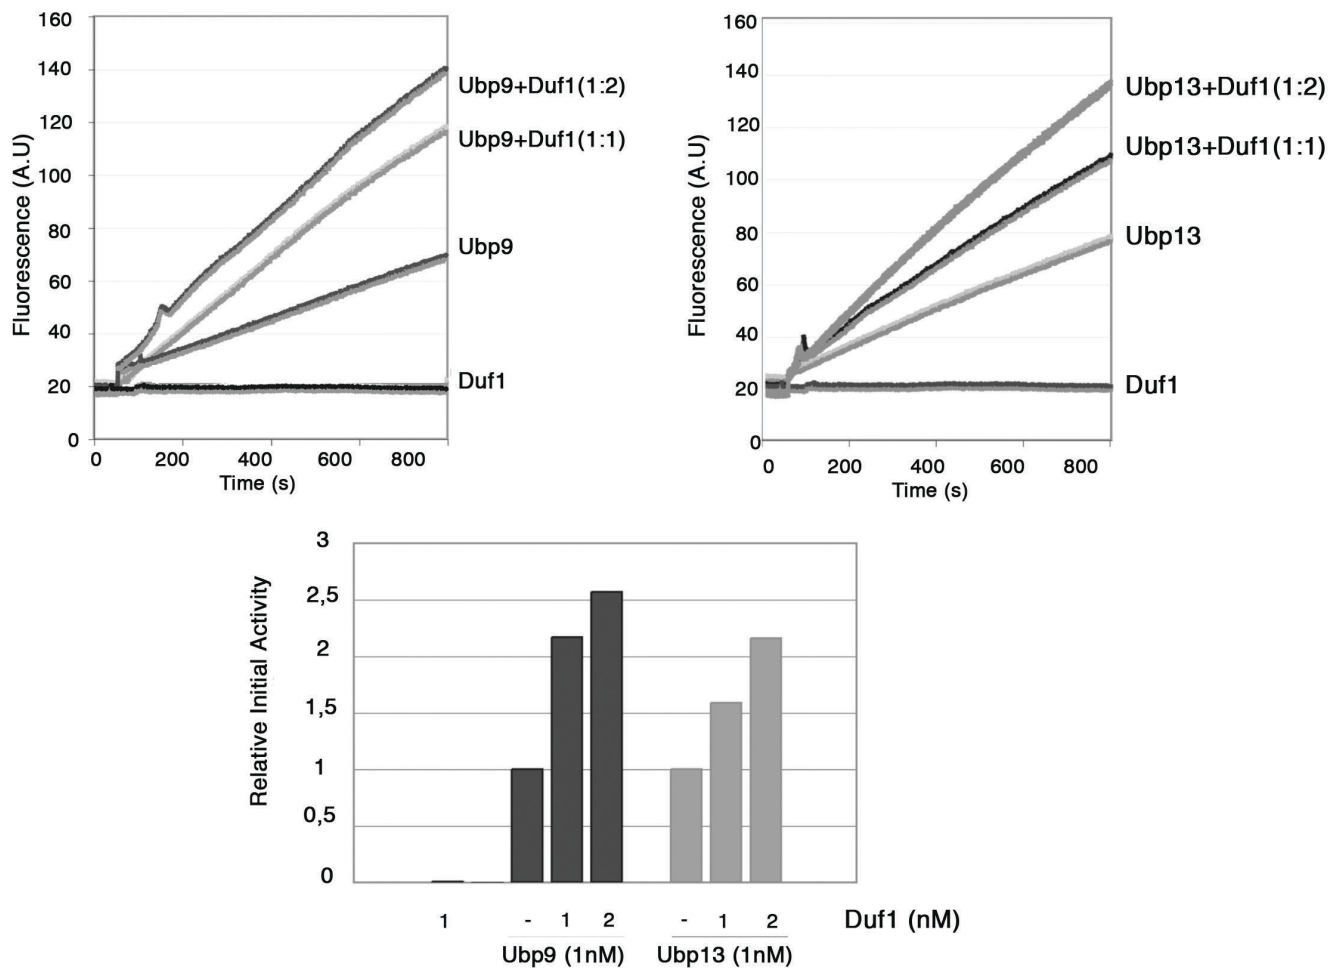 160
140
120
100
80
60
40
20
0
Fluorescence (A.U)
0 200 400 600 800
Time (s)
Ubp9+Duf1(1:2)
Ubp9+Duf1(1:1)
Ubp9
Duf1
160
140
120
100
80
60
40
20
0
Fluorescence (A.U)
0 200 400 600 800
Time (s)
Ubp13+Duf1(1:2)
Ubp13+Duf1(1:1)
Ubp13
Duf1
3
2,5
2
1,5
1
0,5
0
Relative Initial Activity
1 - 1 2 - 1 2 Duf1 (nM)
Ubp9 (1nM) Ubp13 (1nM)